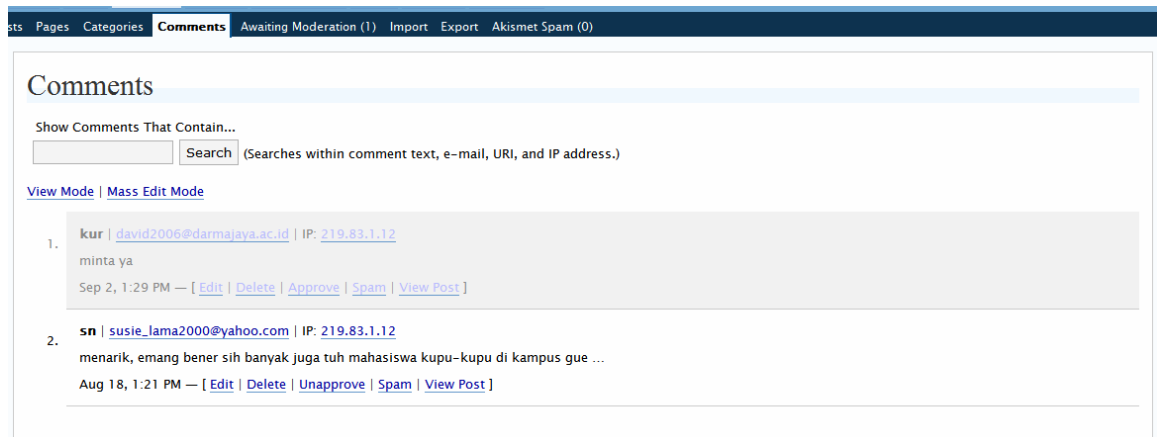 Pages Categories Comments Awaiting Moderation (1) Import Export Akismet Spam (0)
Comments
Show Comments That Contain...
Search (Searches within comment text, e-mail, URI, and IP address.)
View Mode | Mass Edit Mode
1. kur | david2006@darmajaya.ac.id | IP: 219.83.1.12
minta ya
Sep 2, 1:29 PM — [ Edit | Delete | Approve | Spam | View Post ]
2. sn | susie_lama2000@yahoo.com | IP: 219.83.1.12
menarik, emang bener sih banyak juga tuh mahasiswa kupu-kupu di kampus gue ...
Aug 18, 1:21 PM — [ Edit | Delete | Unapprove | Spam | View Post ]